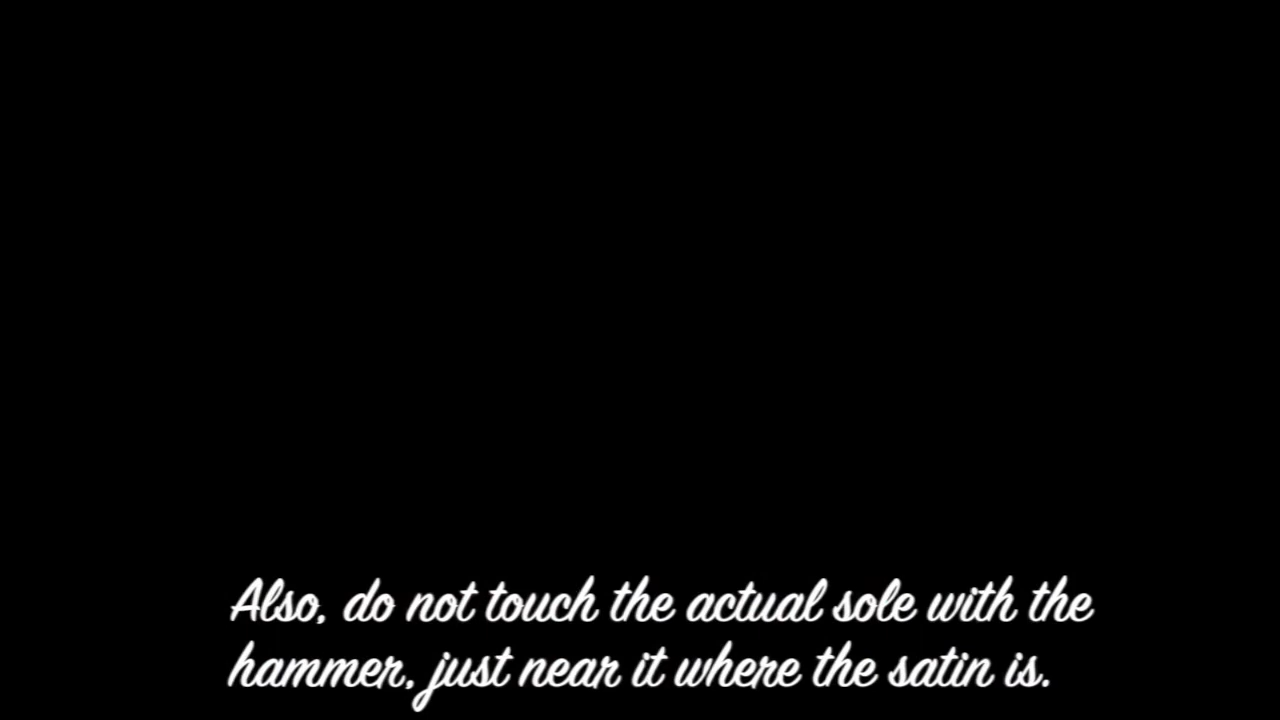 Also, do not touch the actual sole with the
hammer, just near it where the satin is.